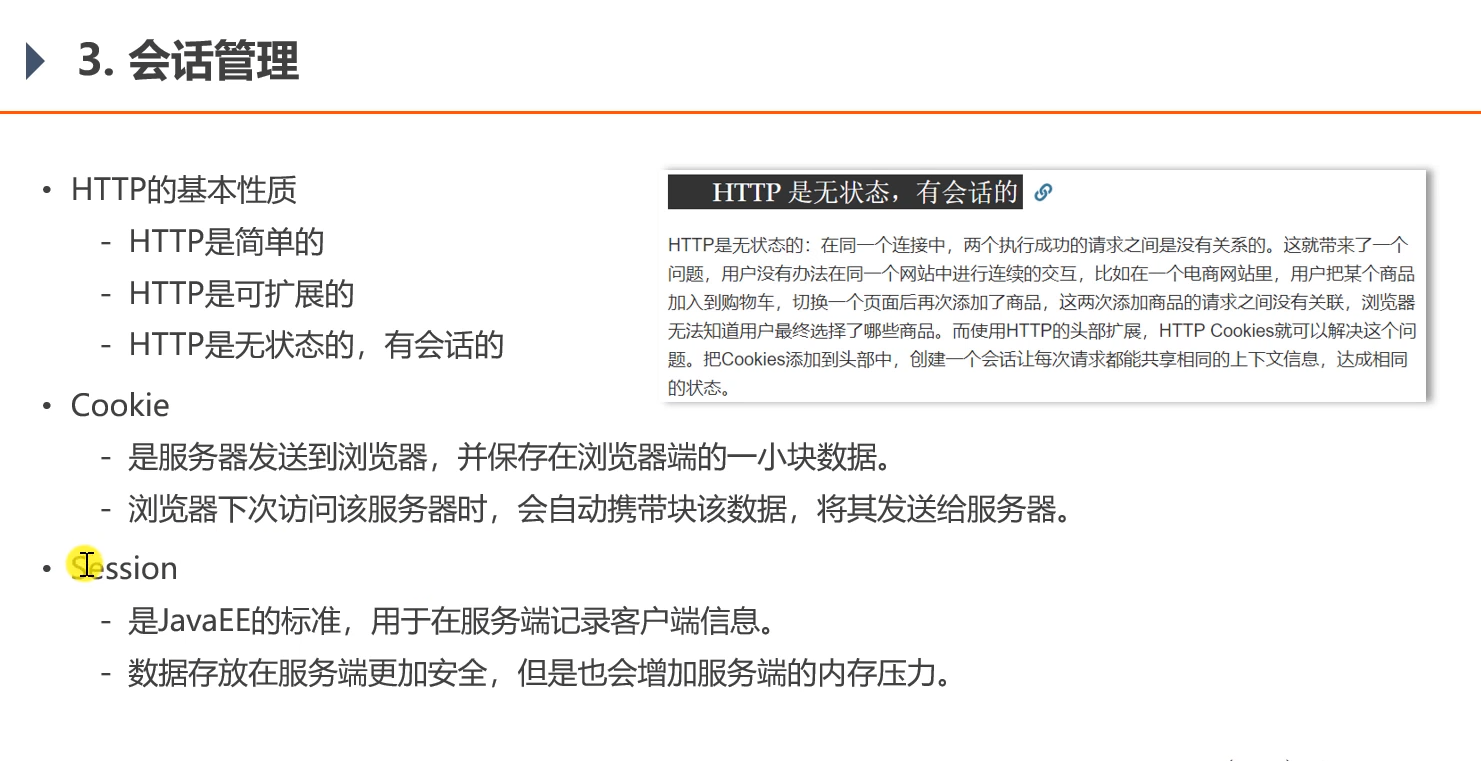 3. 会话管理
• HTTP的基本性质
- HTTP是简单的
- HTTP是可扩展的
- HTTP是无状态的，有会话的
HTTP 是无状态，有会话的
HTTP是无状态的：在同一个连接中，两个执行成功的请求之间是没有关系的。这就带来了一个
问题，用户没有办法在同一个网站中进行连续的交互，比如在一个电商网站里，用户把某个商品
加入到购物车，切换一个页面后再次添加了商品，这两次添加商品的请求之间没有关联，浏览器
无法知道用户最终选择了哪些商品。而使用HTTP的头部扩展，HTTP Cookies就可以解决这个问
题。把Cookies添加到头部中，创建一个会话让每次请求都能共享相同的上下文信息，达成相同
的状态。
• Cookie
- 是服务器发送到浏览器，并保存在浏览器端的一小块数据。
- 浏览器下次访问该服务器时，会自动携带块该数据，将其发送给服务器。
• Session
- 是JavaEE的标准，用于在服务端记录客户端信息。
- 数据存放在服务端更加安全，但是也会增加服务端的内存压力。